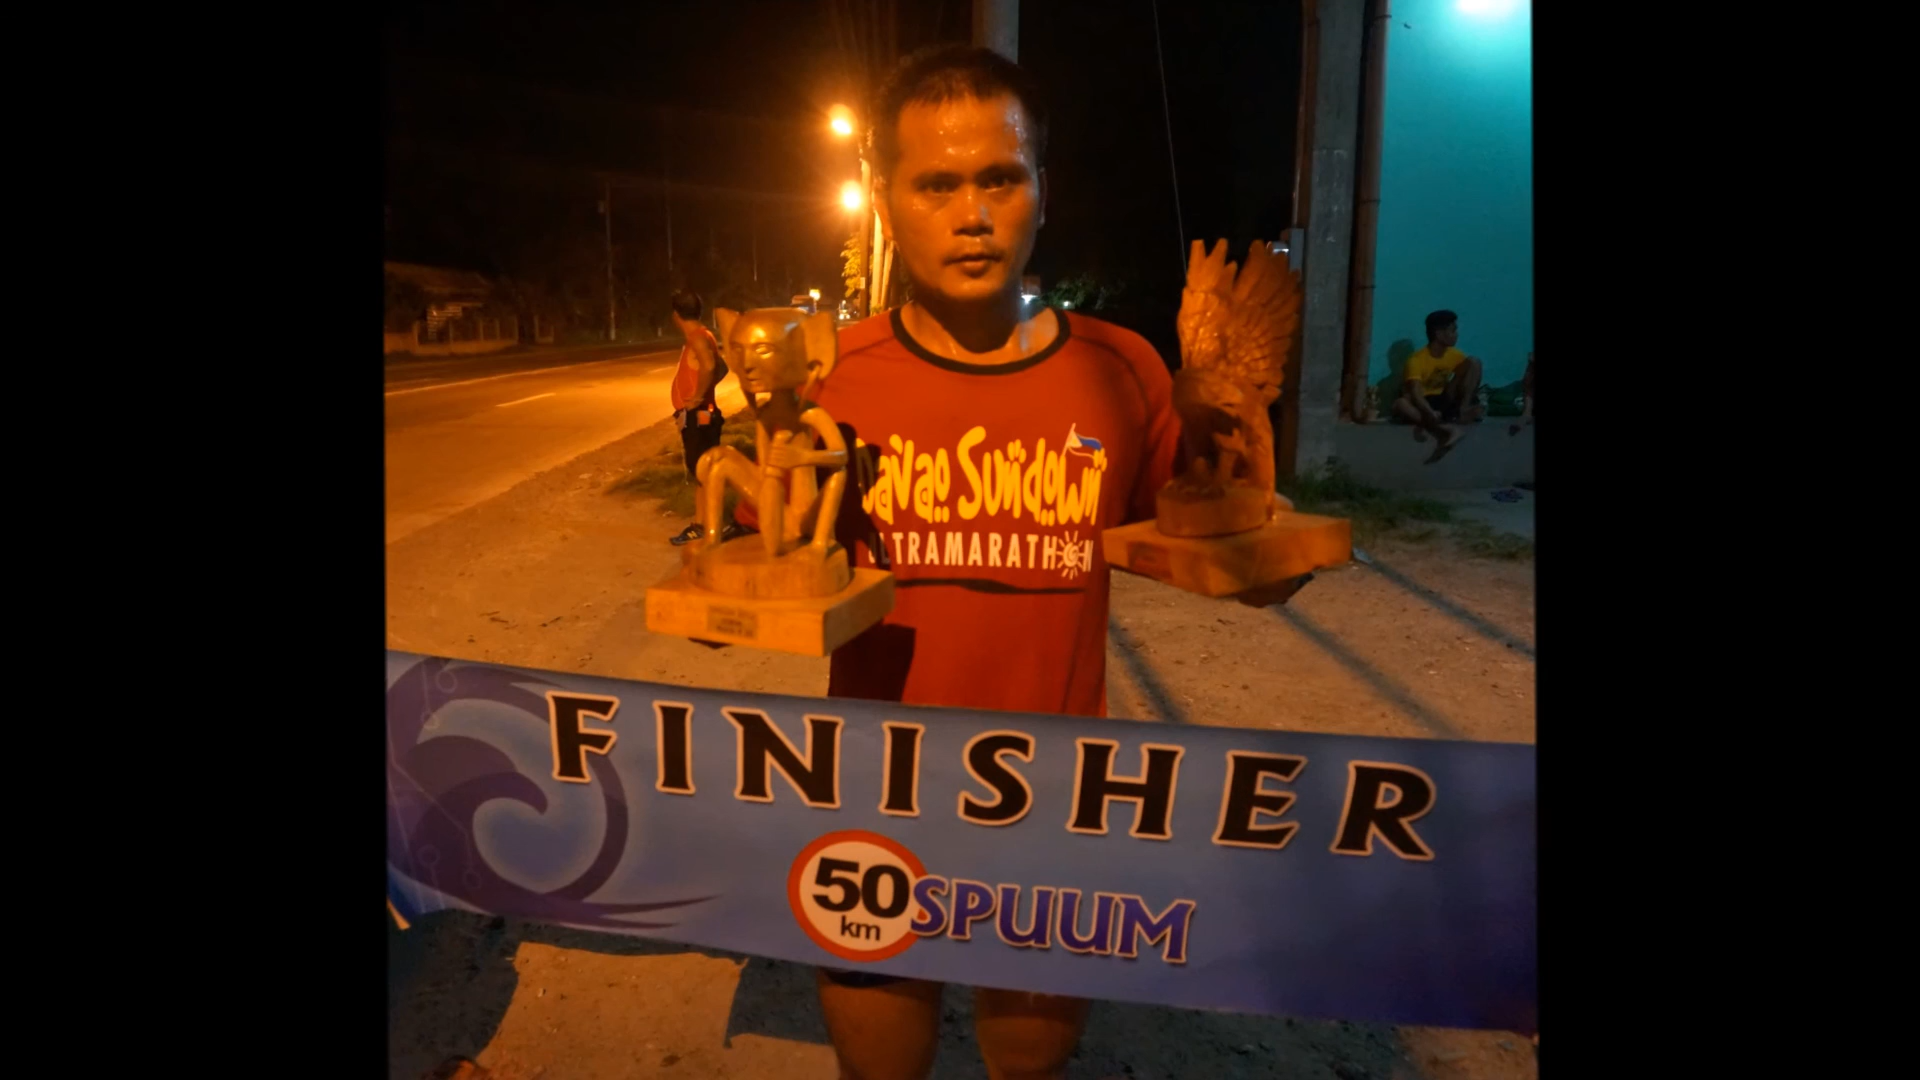 Davao Sundown
ULTRAMARATHON
FINISHER
50
km
SPUUM